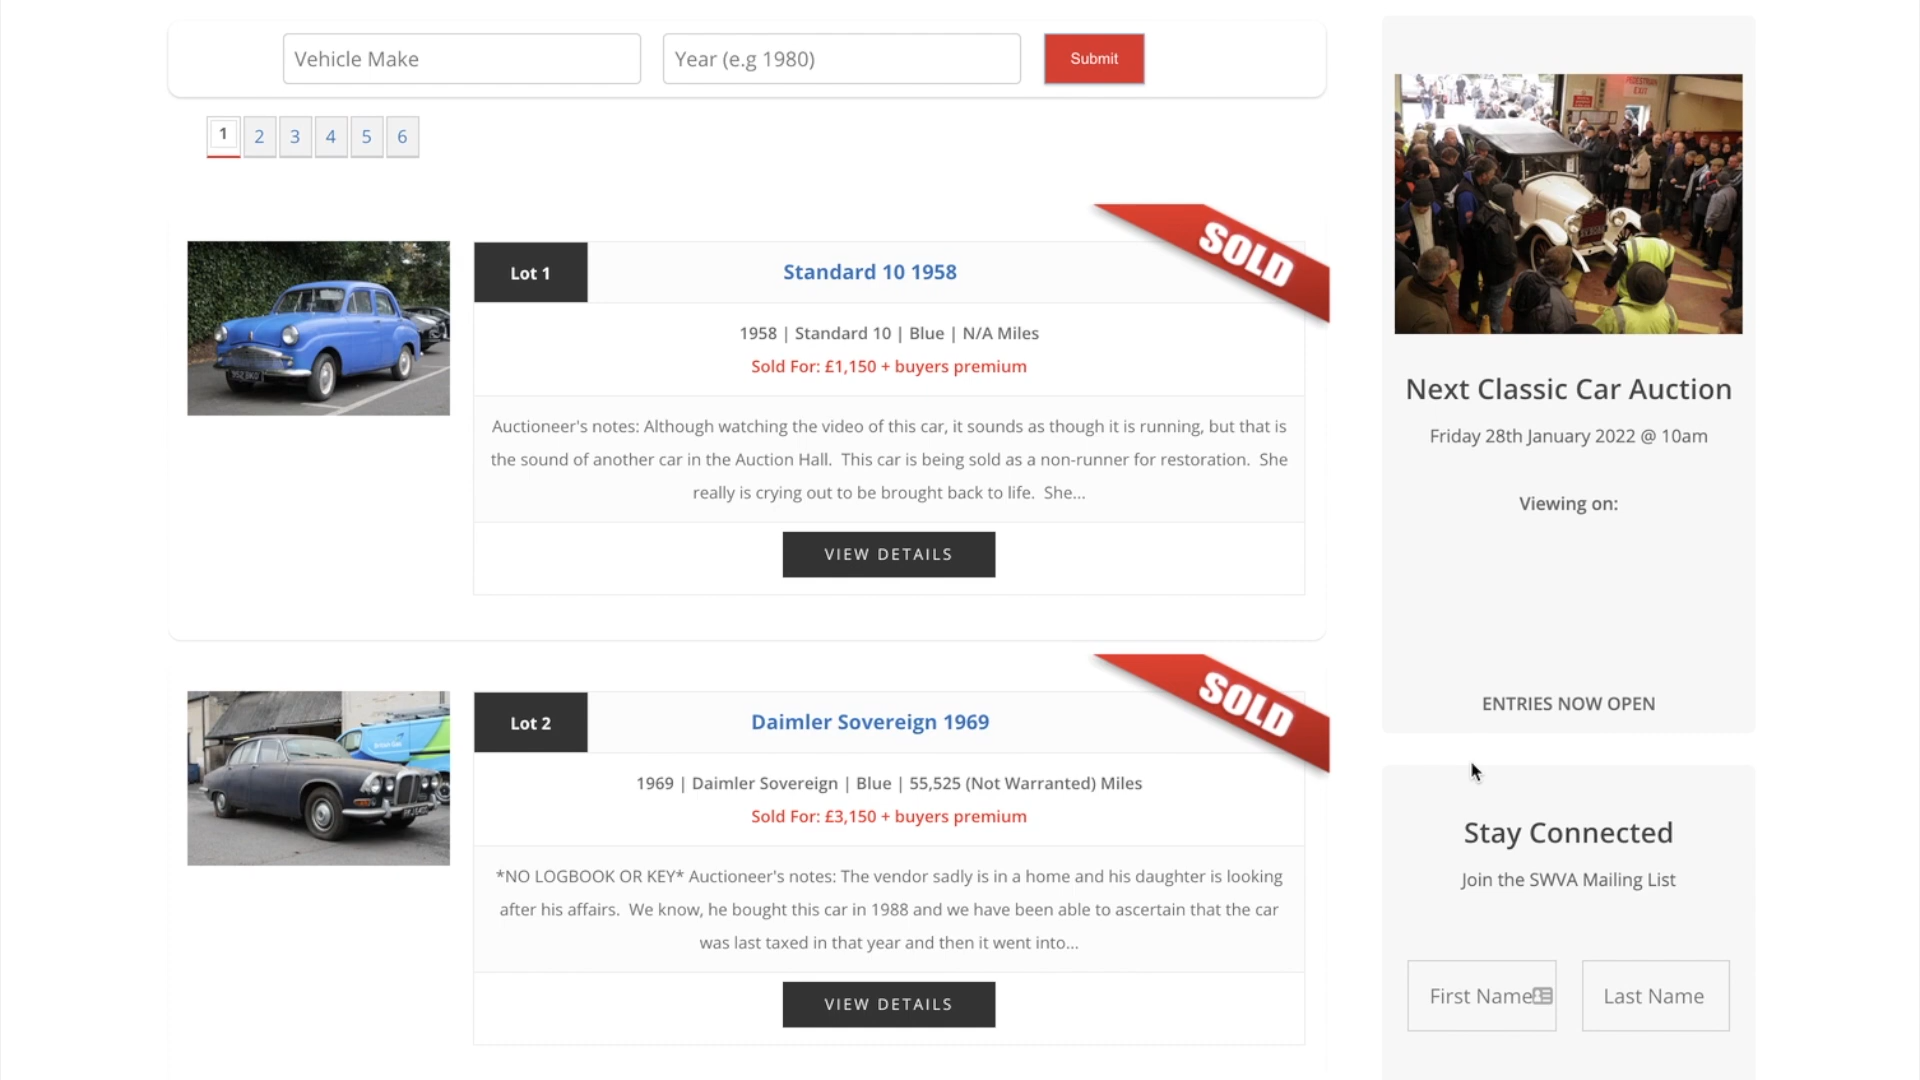 Vehicle Make
Year (e.g 1980)
Submit
1 2 3 4 5 6
SOLD
Lot 1
Standard 10 1958
1958 | Standard 10 | Blue | N/A Miles
Sold For: £1,150 + buyers premium
Auctioneer's notes: Although watching the video of this car, it sounds as though it is running, but that is
the sound of another car in the Auction Hall.  This car is being sold as a non-runner for restoration.  She
really is crying out to be brought back to life.  She...
VIEW DETAILS
SOLD
Lot 2
Daimler Sovereign 1969
1969 | Daimler Sovereign | Blue | 55,525 (Not Warranted) Miles
Sold For: £3,150 + buyers premium
*NO LOGBOOK OR KEY* Auctioneer's notes: The vendor sadly is in a home and his daughter is looking
after his affairs.  We know, he bought this car in 1988 and we have been able to ascertain that the car
was last taxed in that year and then it went into...
VIEW DETAILS
PEDESTRIAN
EXIT
Next Classic Car Auction
Friday 28th January 2022 @ 10am
Viewing on:
ENTRIES NOW OPEN
Stay Connected
Join the SWVA Mailing List
First Name
Last Name